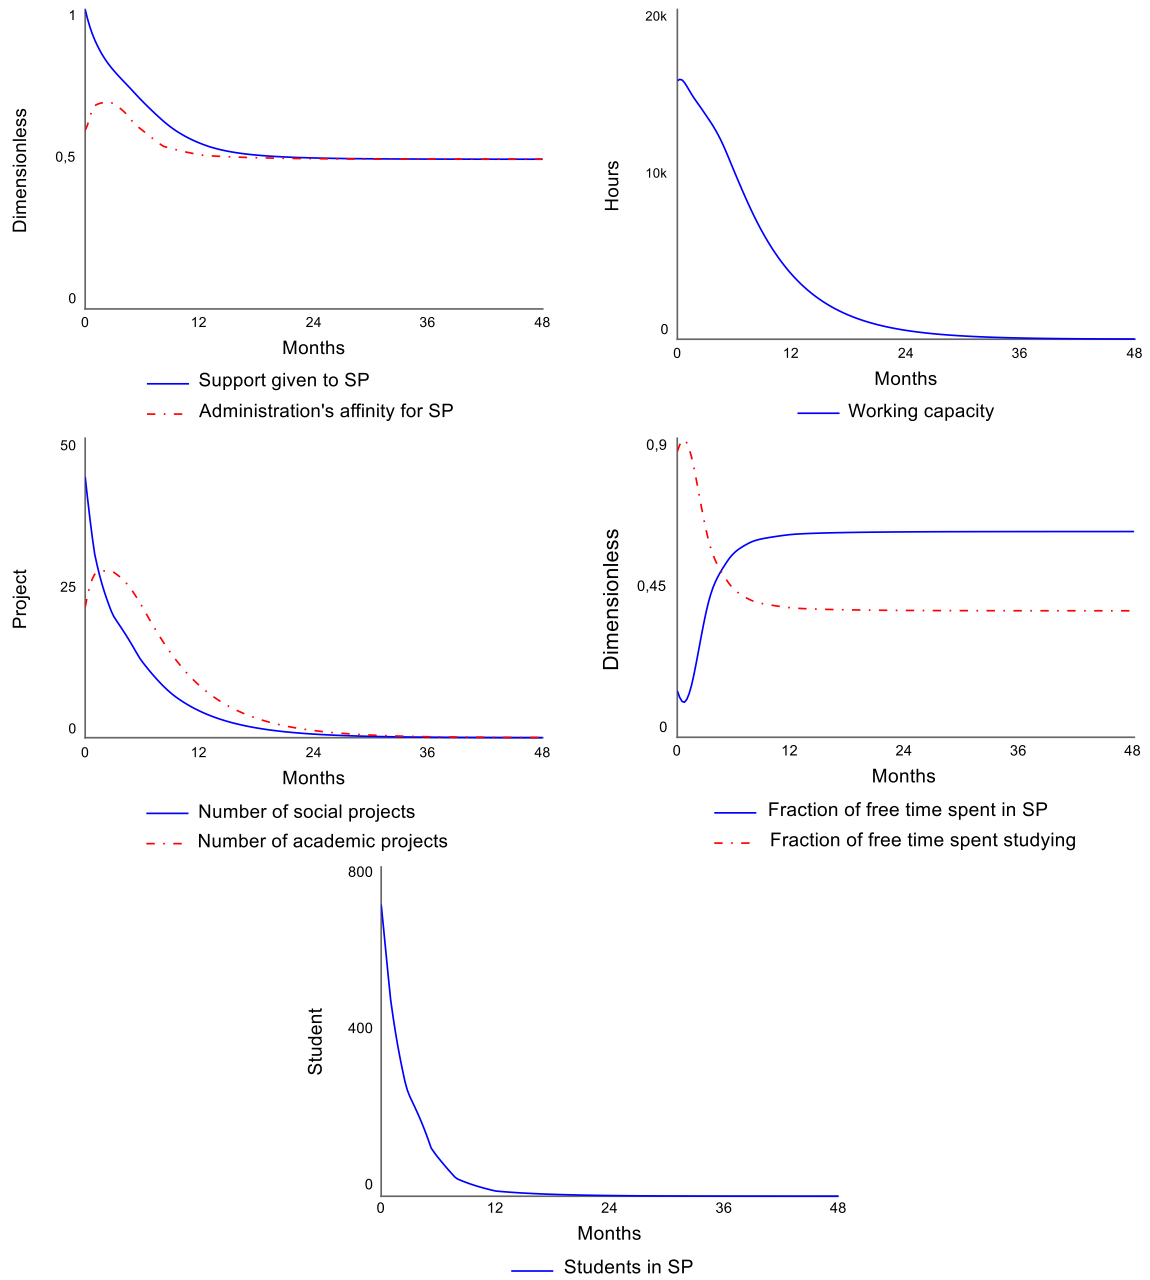 1
0,5
0
Dimensionless
0 12 24 36 48
Months
Support given to SP
Administration's affinity for SP
20k
10k
0
Hours
0 12 24 36 48
Months
Working capacity
50
25
0
Project
0 12 24 36 48
Months
Number of social projects
Number of academic projects
0,9
0,45
0
Dimensionless
0 12 24 36 48
Months
Fraction of free time spent in SP
Fraction of free time spent studying
800
400
0
Student
0 12 24 36 48
Months
Students in SP